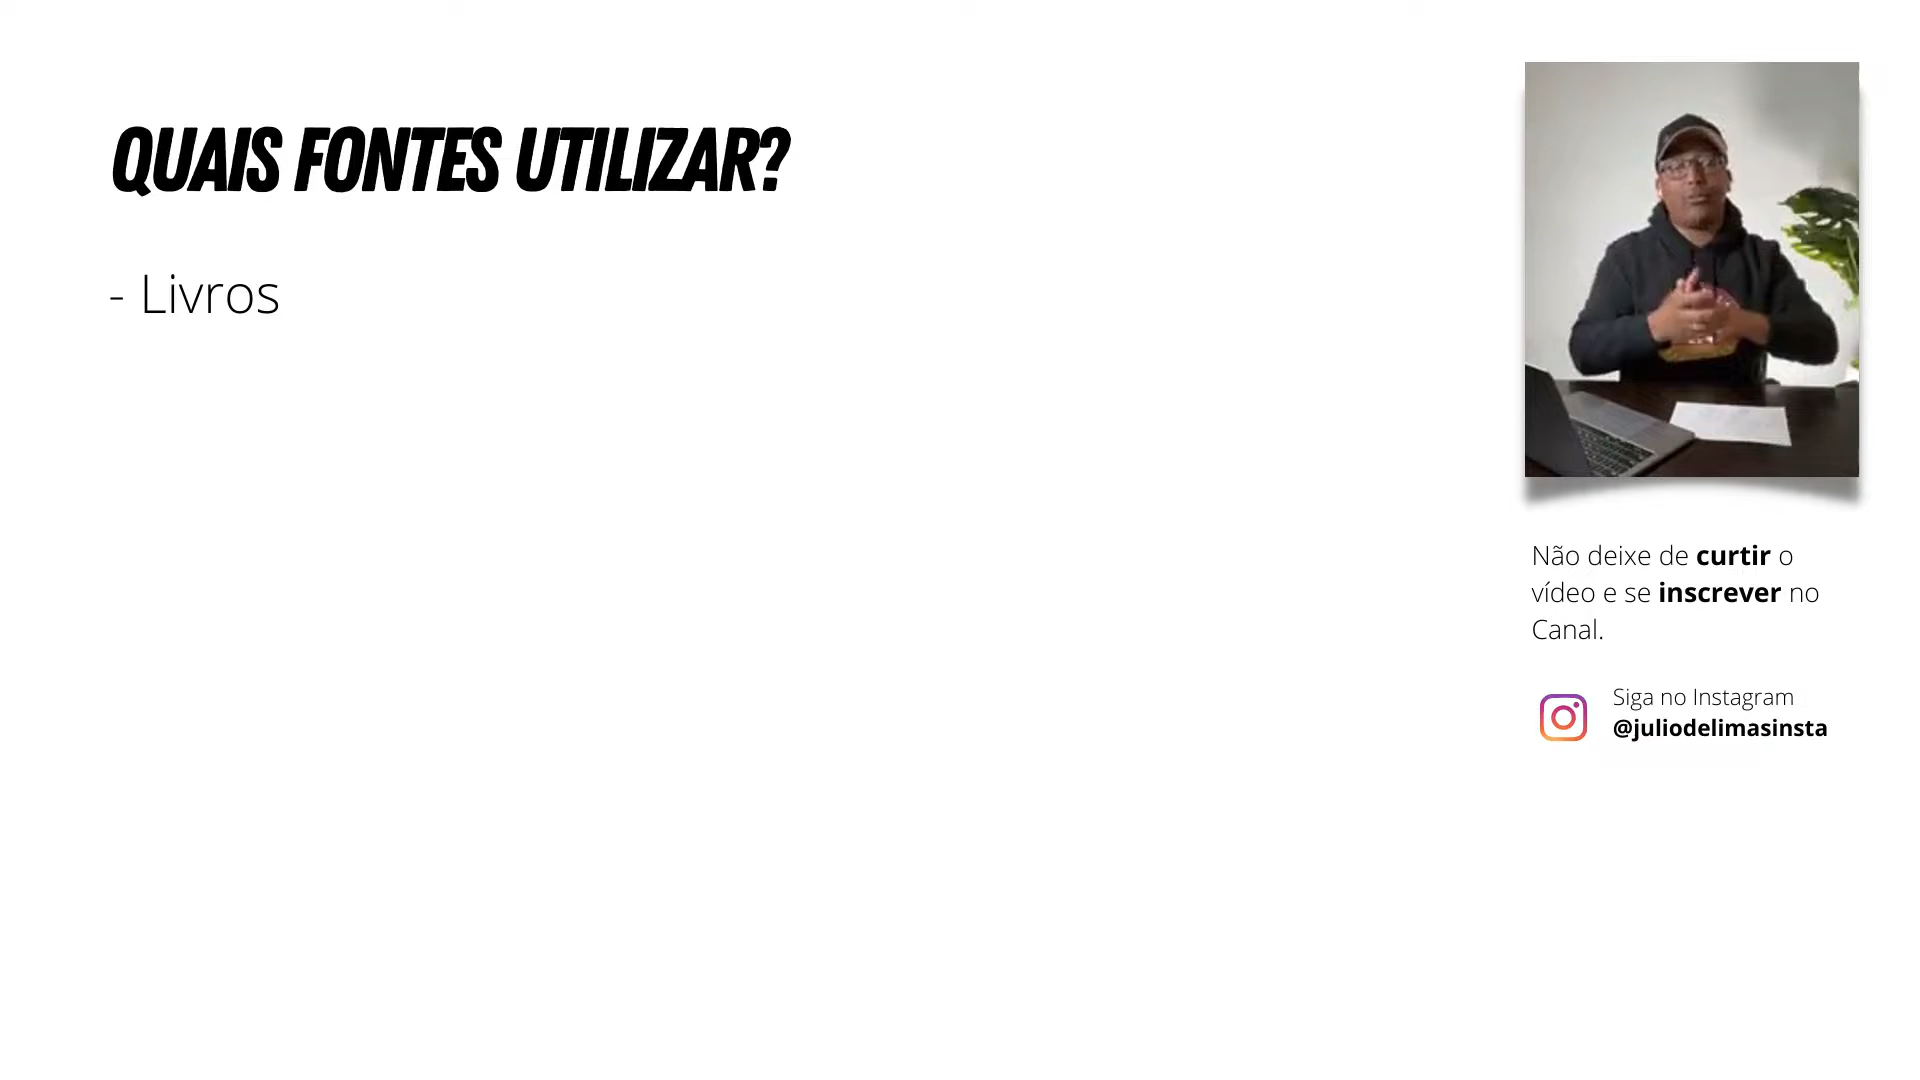 QUAIS FONTES UTILIZAR?
- Livros
Não deixe de curtir o
vídeo e se inscrever no
Canal.
Siga no Instagram
@juliodelimasinsta